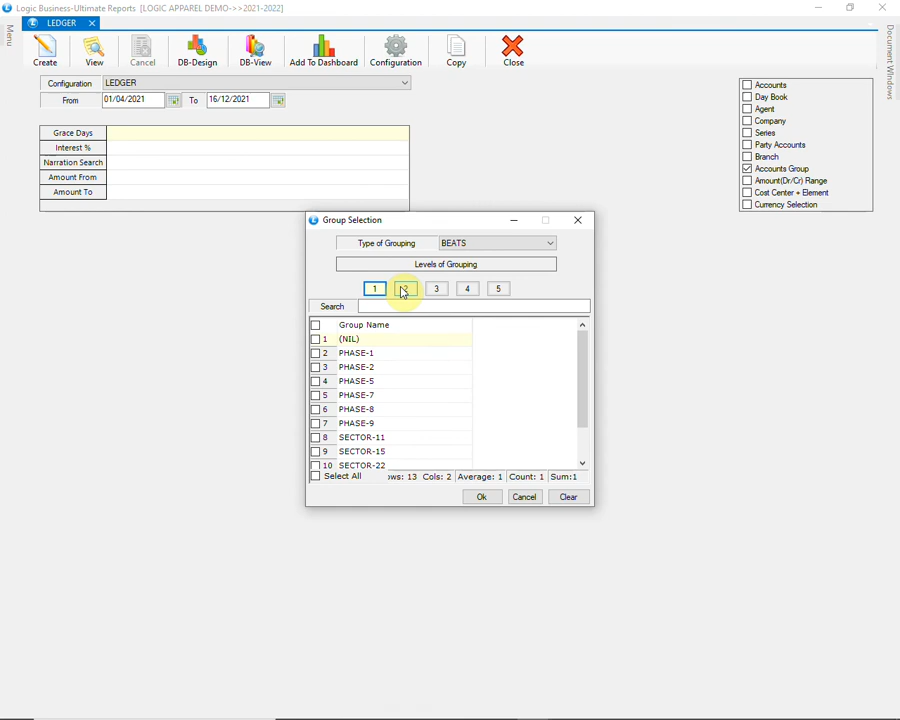 Logic Business-Ultimate Reports [LOGIC APPAREL DEMO->>2021-2022]
Menu
LEDGER
Document Windows
Create
View
Cancel
DB-Design
DB-View
Add To Dashboard
Configuration
Copy
Close
Configuration LEDGER
From 01/04/2021 To 16/12/2021
Grace Days
Interest %
Narration Search
Amount From
Amount To
Accounts
Day Book
Agent
Company
Series
Party Accounts
Branch
Accounts Group
Amount(Dr/Cr) Range
Cost Center + Element
Currency Selection
Group Selection
Type of Grouping BEATS
Levels of Grouping
1 2 3 4 5
Search
Group Name
1 (NIL)
2 PHASE-1
3 PHASE-2
4 PHASE-5
5 PHASE-7
6 PHASE-8
7 PHASE-9
8 SECTOR-11
9 SECTOR-15
10 SECTOR-22
Select All ows: 13 Cols: 2 Average: 1 Count: 1 Sum:1
Ok Cancel Clear